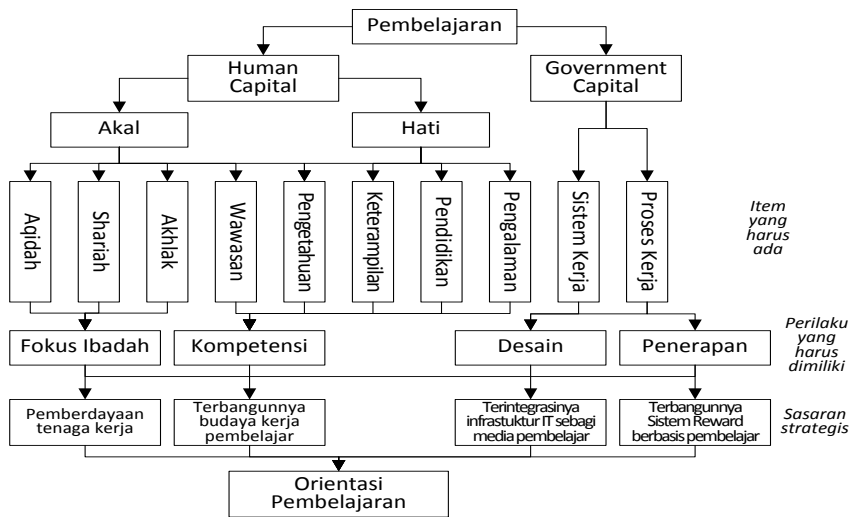 Pembelajaran
Human
Capital
Government
Capital
Akal
Hati
Aqidah
Shariah
Akhlak
Wawasan
Pengetahuan
Keterampilan
Pendidikan
Pengalaman
Sistem Kerja
Proses Kerja
Item
yang
harus
ada
Fokus Ibadah
Kompetensi
Desain
Penerapan
Perilaku
yang
harus
dimiliki
Pemberdayaan
tenaga kerja
Terbangunnya
budaya kerja
pembelajar
Terintegrasinya
infrastuktur IT sebagi
media pembelajar
Terbangunnya
Sistem Reward
berbasis pembelajar
Sasaran
strategis
Orientasi
Pembelajaran